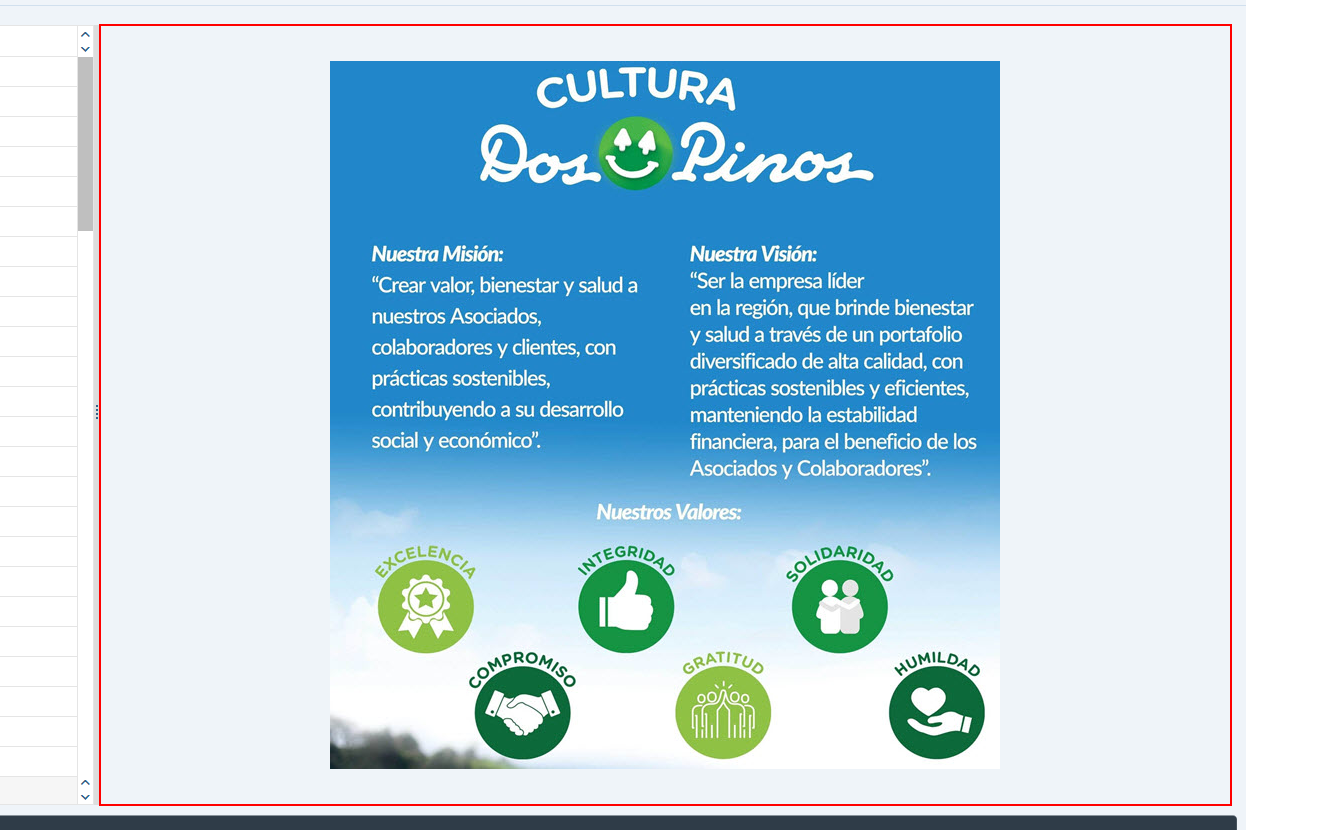 CULTURA
Dos Pinos
Nuestra Misión:
“Crear valor, bienestar y salud a
nuestros Asociados,
colaboradores y clientes, con
prácticas sostenibles,
contribuyendo a su desarrollo
social y económico”.
Nuestra Visión:
“Ser la empresa líder
en la región, que brinde bienestar
y salud a través de un portafolio
diversificado de alta calidad, con
prácticas sostenibles y eficientes,
manteniendo la estabilidad
financiera, para el beneficio de los
Asociados y Colaboradores”.
Nuestros Valores:
EXCELENCIA
INTEGRIDAD
SOLIDARIDAD
COMPROMISO
GRATITUD
HUMILDAD